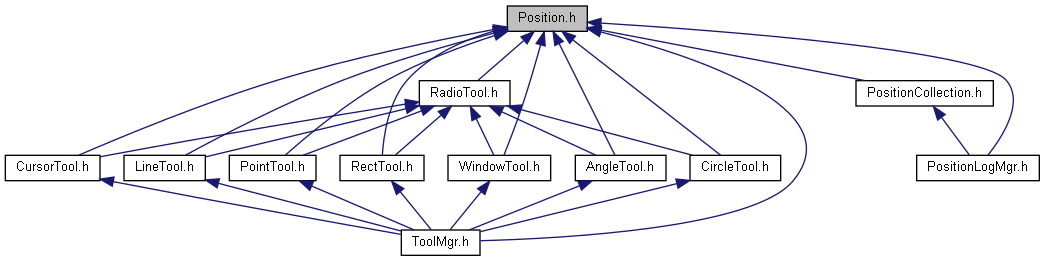 Position.h
RadioTool.h
PositionCollection.h
CursorTool.h
LineTool.h
PointTool.h
RectTool.h
WindowTool.h
AngleTool.h
CircleTool.h
PositionLogMgr.h
ToolMgr.h